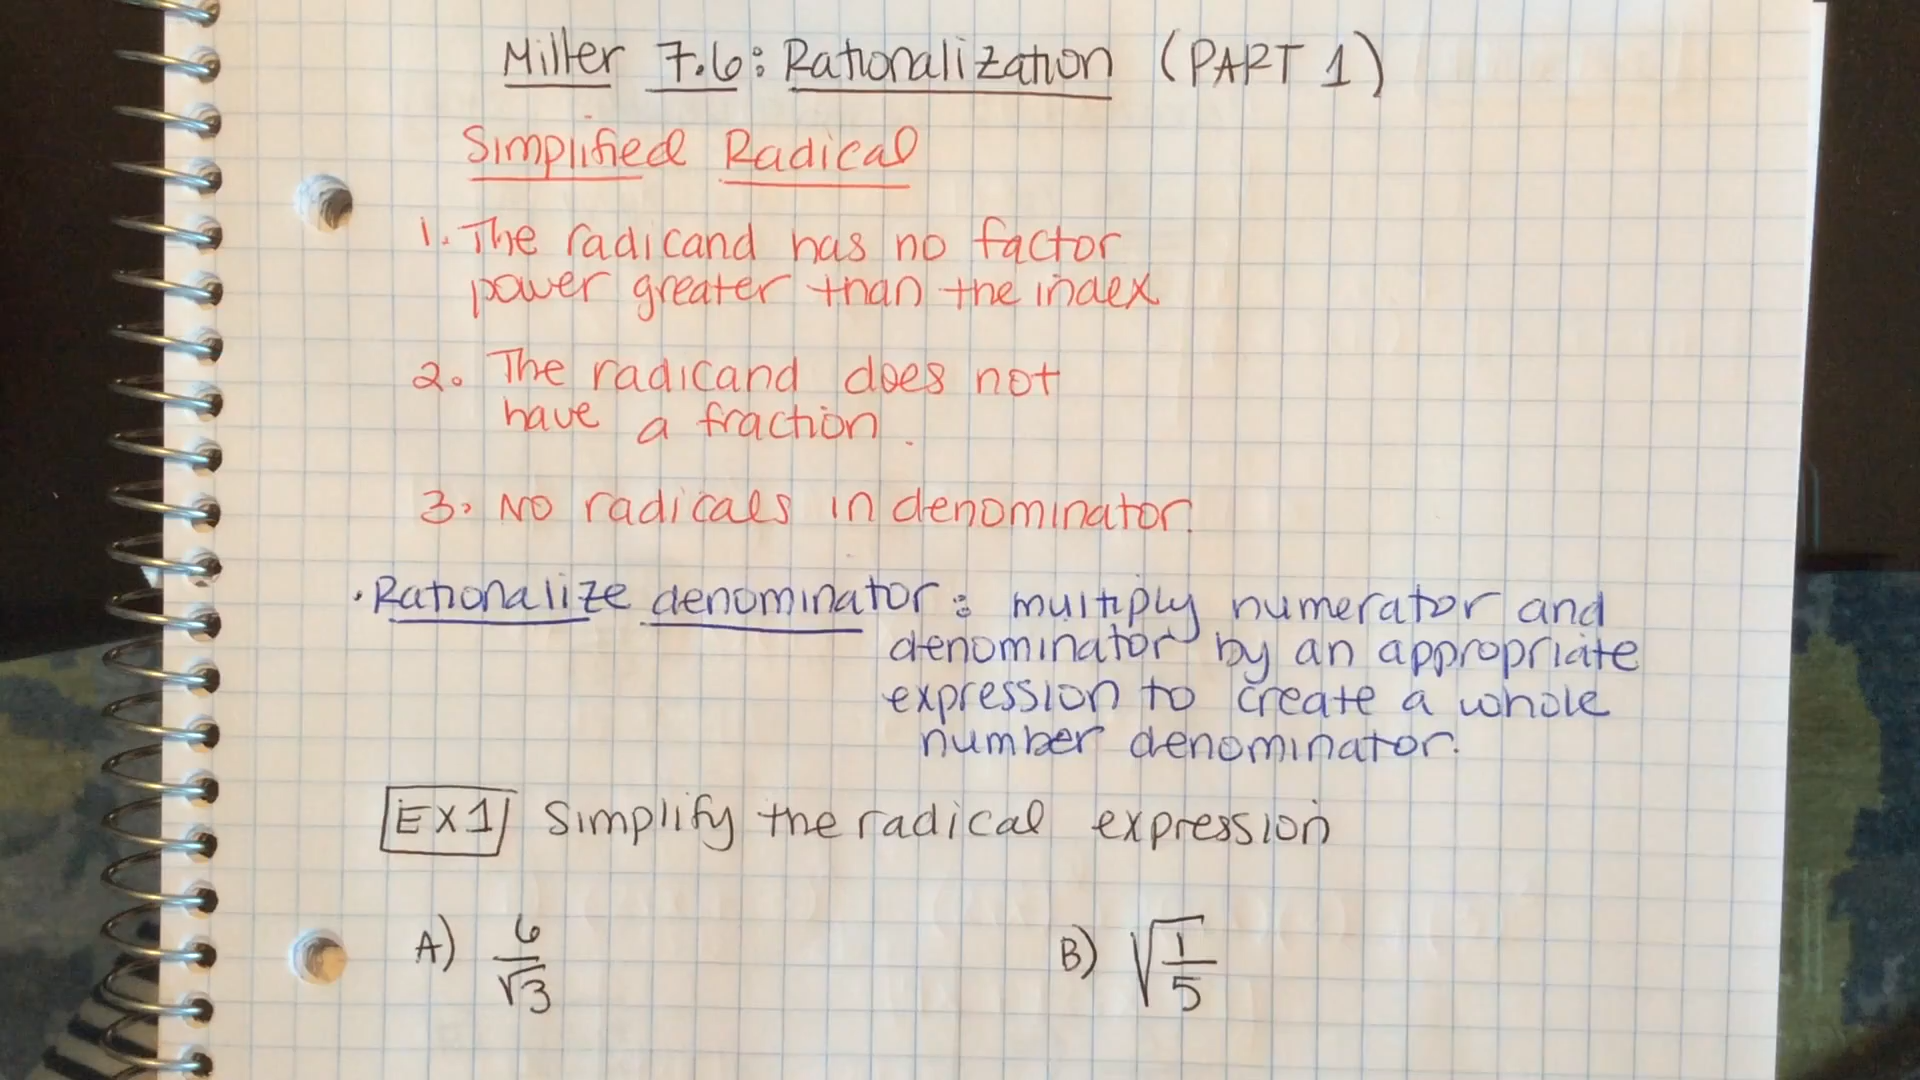 Miller 7.6: Rationalization (PART 1)
Simplified Radical
1. The radicand has no factor
power greater than the index
2. The radicand does not
have a fraction.
3. No radicals in denominator.
• Rationalize denominator: multiply numerator and
denominator by an appropriate
expression to create a whole
number denominator.
EX1 Simplify the radical expression
A) 6/√3 B) √(1/5)